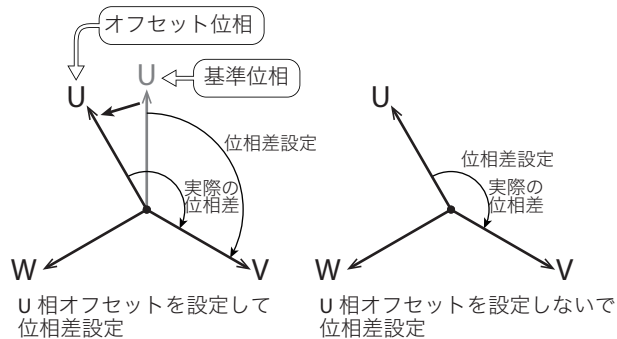 オフセット位相
U
基準位相
U
位相差設定
実際の
位相差
W
V
U 相オフセットを設定して
位相差設定
U
位相差設定
実際の
位相差
W
V
U 相オフセットを設定しないで
位相差設定